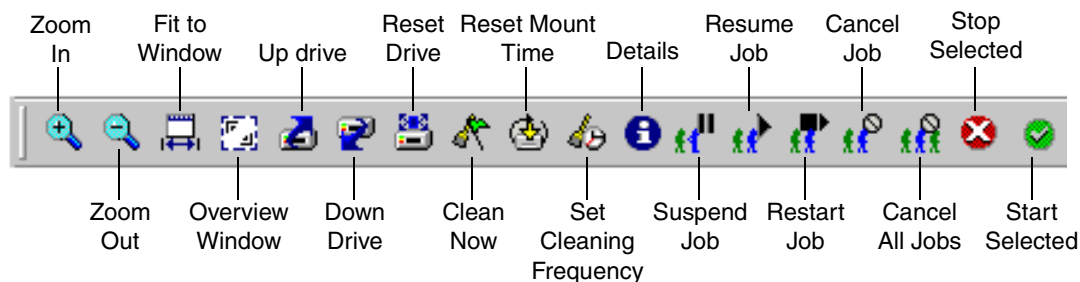 Zoom
In
Fit to
Window
Up drive
Reset
Drive
Reset Mount
Time
Details
Resume
Job
Cancel
Job
Stop
Selected
Zoom
Out
Overview
Window
Down
Drive
Clean
Now
Set
Cleaning
Frequency
Suspend
Job
Restart
Job
Cancel
All Jobs
Start
Selected